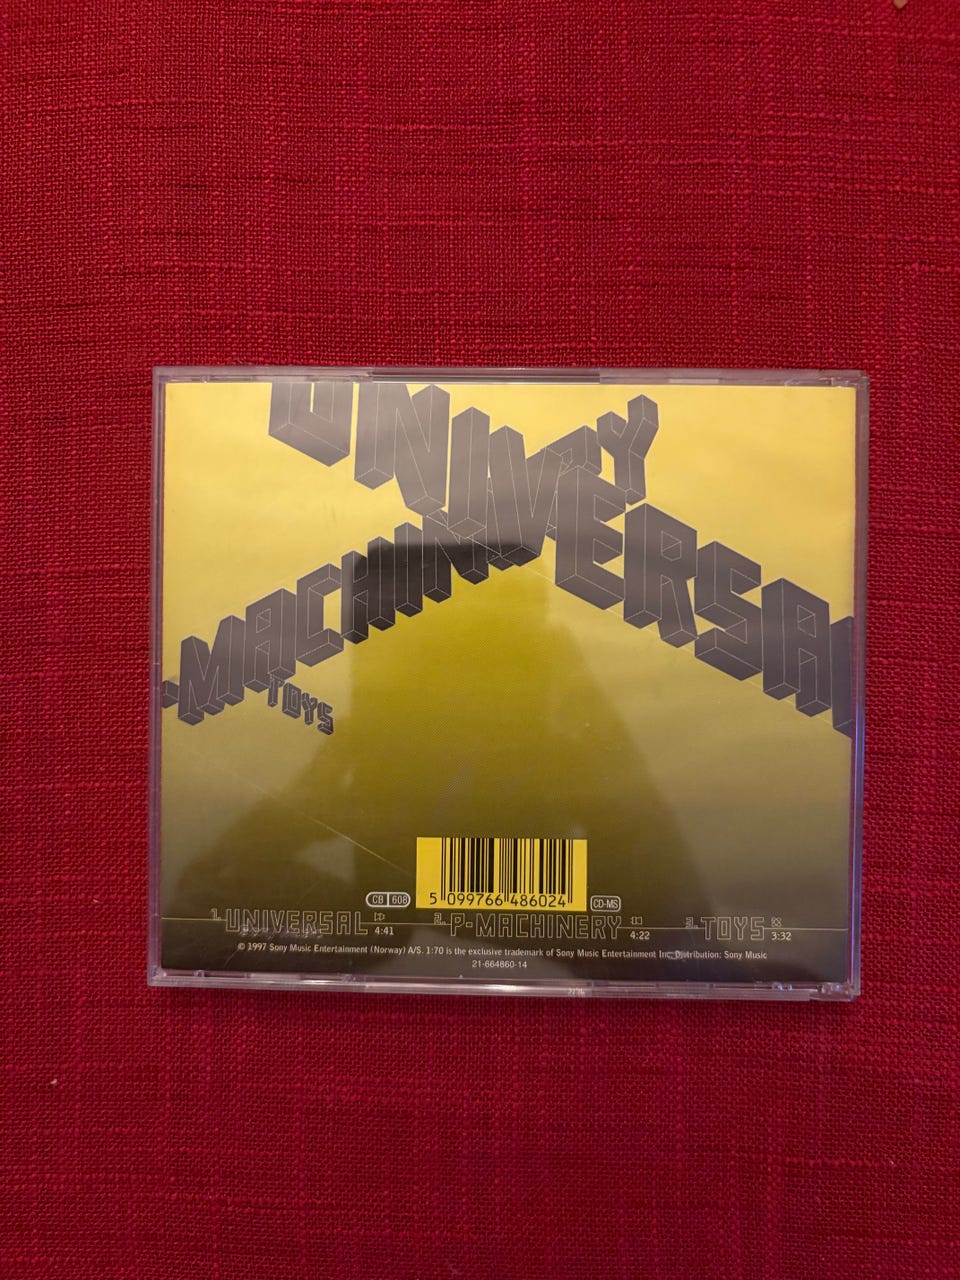 UNIVERSAL
-MACHINERY
TOYS
5 099766 486024
CB 608
CD-MS
1. UNIVERSAL 4:41 2. P-MACHINERY 4:22 3. TOYS 3:32
© 1997 Sony Music Entertainment (Norway) A/S. 1:70 is the exclusive trademark of Sony Music Entertainment Inc. Distribution: Sony Music
21-664860-14